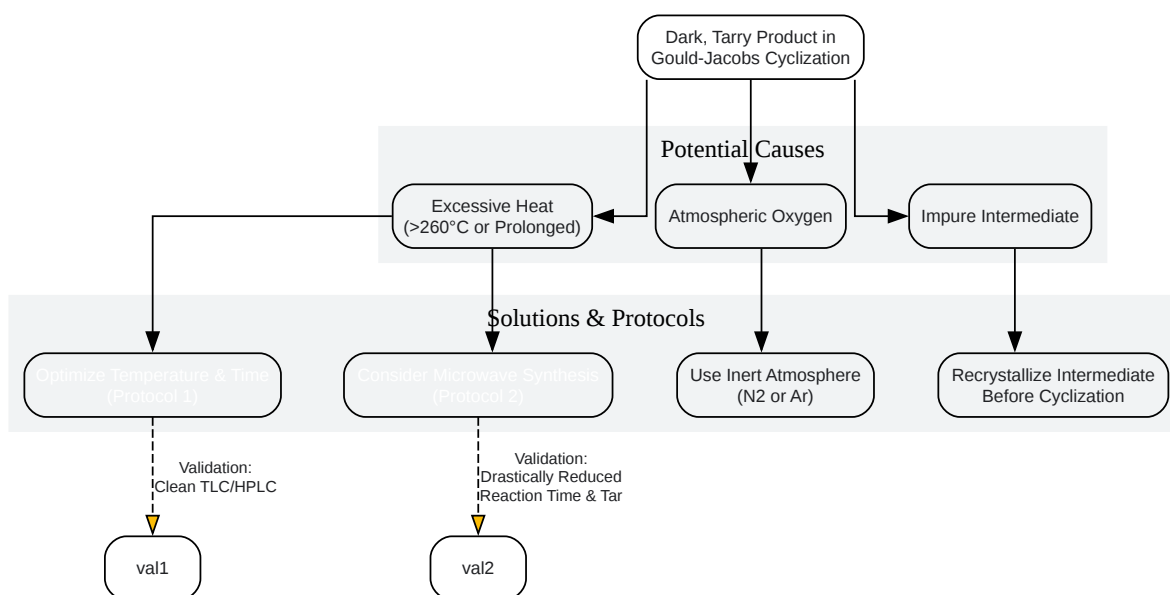 Dark, Tarry Product in
Gould-Jacobs Cyclization
Potential Causes
Excessive Heat
(>260°C or Prolonged)
Atmospheric Oxygen
Impure Intermediate
Solutions & Protocols
Optimize Temperature & Time
(Protocol 1)
Consider Microwave Synthesis
(Protocol 2)
Use Inert Atmosphere
(N2 or Ar)
Recrystallize Intermediate
Before Cyclization
Validation:
Clean TLC/HPLC
Validation:
Drastically Reduced
Reaction Time & Tar
val1
val2